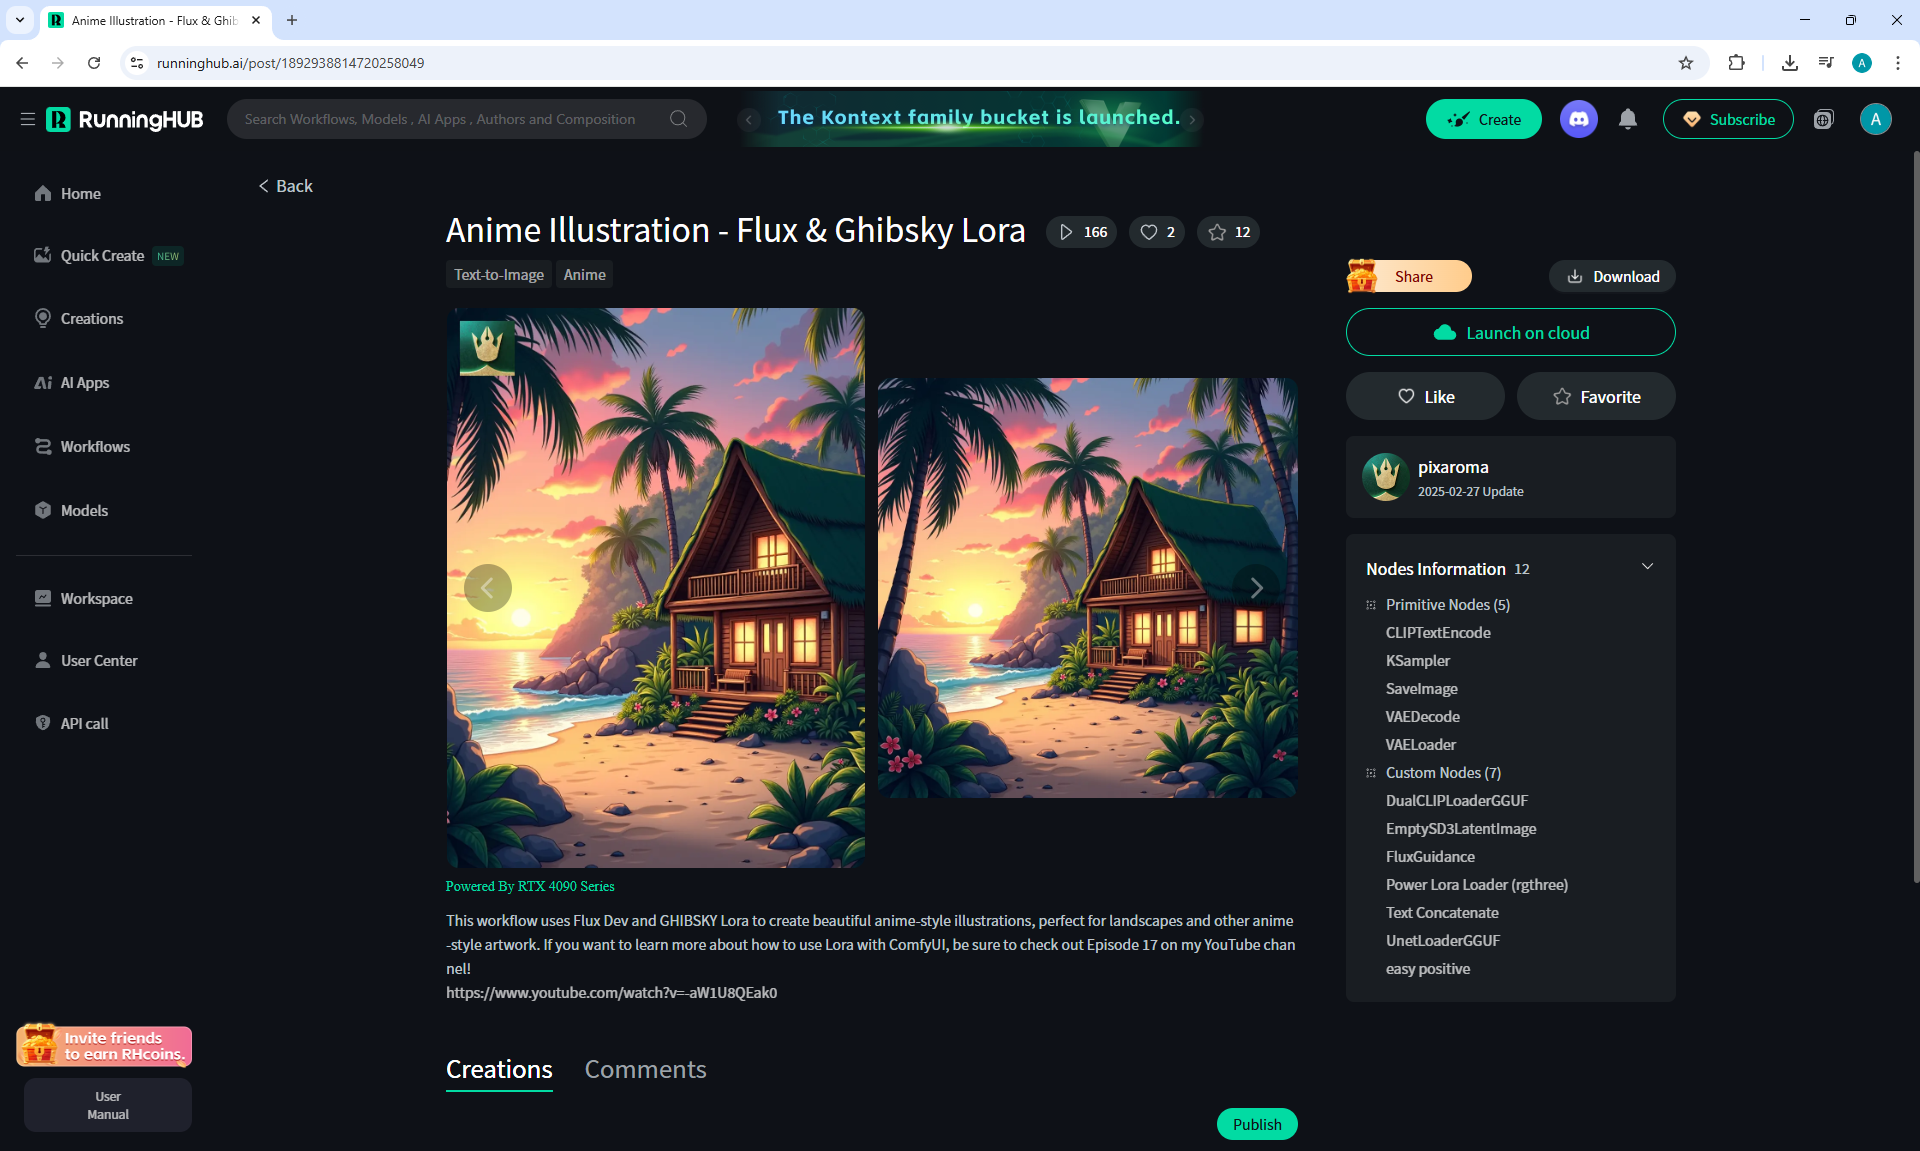 Anime Illustration - Flux & Ghib
runninghub.ai/post/1892938814720258049
A
RunningHUB
Search Workflows, Models , AI Apps , Authors and Composition
The Kontext family bucket is launched.
Create
Subscribe
A
Home
Quick Create NEW
Creations
AI Apps
Workflows
Models
Workspace
User Center
API call
Invite friends
to earn RHcoins.
User
Manual
Back
Anime Illustration - Flux & Ghibsky Lora
166
2
12
Text-to-Image
Anime
Powered By RTX 4090 Series
This workflow uses Flux Dev and GHIBSKY Lora to create beautiful anime-style illustrations, perfect for landscapes and other anime
-style artwork. If you want to learn more about how to use Lora with ComfyUI, be sure to check out Episode 17 on my YouTube chan
nel!
https://www.youtube.com/watch?v=-aW1U8QEak0
Creations
Comments
Publish
Share
Download
Launch on cloud
Like
Favorite
pixaroma
2025-02-27 Update
Nodes Information 12
Primitive Nodes (5)
CLIPTextEncode
KSampler
SaveImage
VAEDecode
VAELoader
Custom Nodes (7)
DualCLIPLoaderGGUF
EmptySD3LatentImage
FluxGuidance
Power Lora Loader (rgthree)
Text Concatenate
UnetLoaderGGUF
easy positive